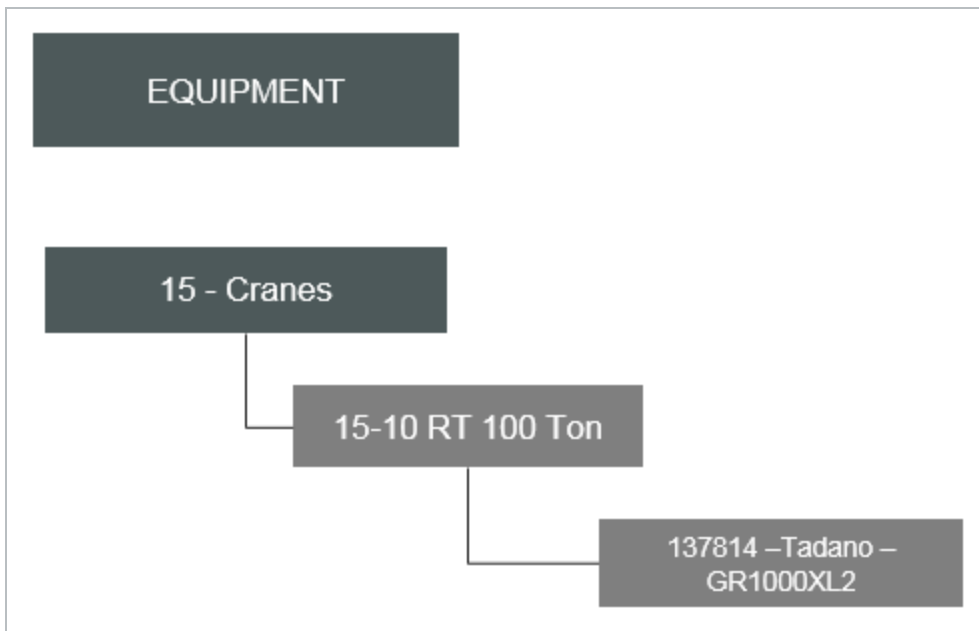 EQUIPMENT
15 - Cranes
15-10 RT 100 Ton
137814 –Tadano –
GR1000XL2